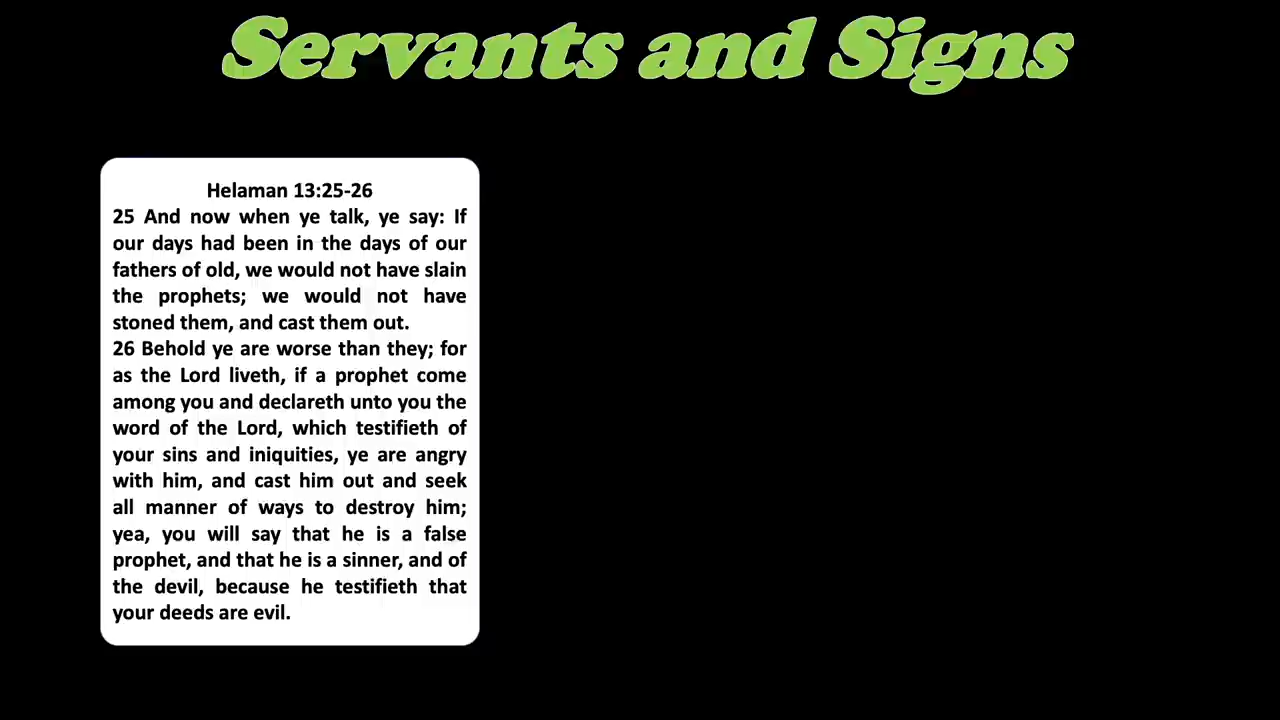 Servants and Signs
Helaman 13:25-26
25 And now when ye talk, ye say: If
our days had been in the days of our
fathers of old, we would not have slain
the prophets; we would not have
stoned them, and cast them out.
26 Behold ye are worse than they; for
as the Lord liveth, if a prophet come
among you and declareth unto you the
word of the Lord, which testifieth of
your sins and iniquities, ye are angry
with him, and cast him out and seek
all manner of ways to destroy him;
yea, you will say that he is a false
prophet, and that he is a sinner, and of
the devil, because he testifieth that
your deeds are evil.